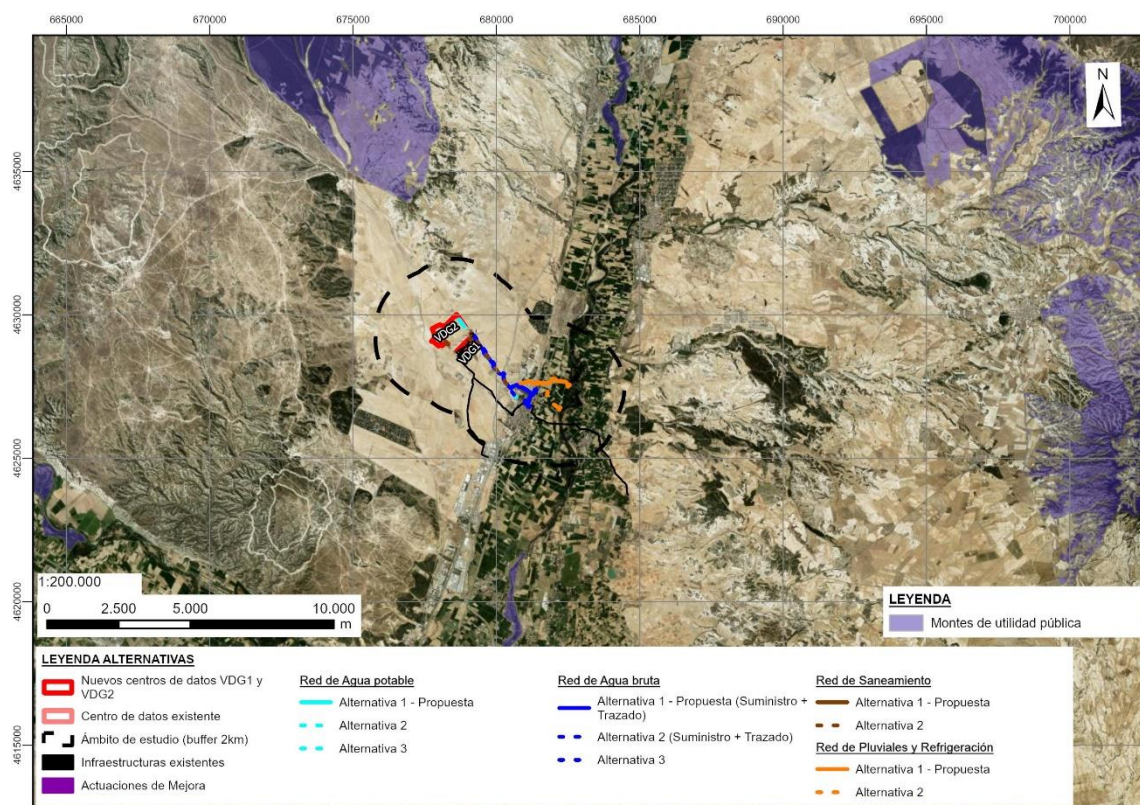 665000 670000 675000 680000 685000 690000 695000 700000
N
4635000
4630000
4625000
4620000
4615000
VDG2
VDG1
1:200.000
0 2.500 5.000 10.000
m
LEYENDA
Montes de utilidad pública
LEYENDA ALTERNATIVAS
Nuevos centros de datos VDG1 y
VDG2
Centro de datos existente
Ámbito de estudio (buffer 2km)
Infraestructuras existentes
Actuaciones de Mejora
Red de Agua potable
Alternativa 1 - Propuesta
Alternativa 2
Alternativa 3
Red de Agua bruta
Alternativa 1 - Propuesta (Suministro +
Trazado)
Alternativa 2 (Suministro + Trazado)
Alternativa 3
Red de Saneamiento
Alternativa 1 - Propuesta
Alternativa 2
Red de Pluviales y Refrigeración
Alternativa 1 - Propuesta
Alternativa 2